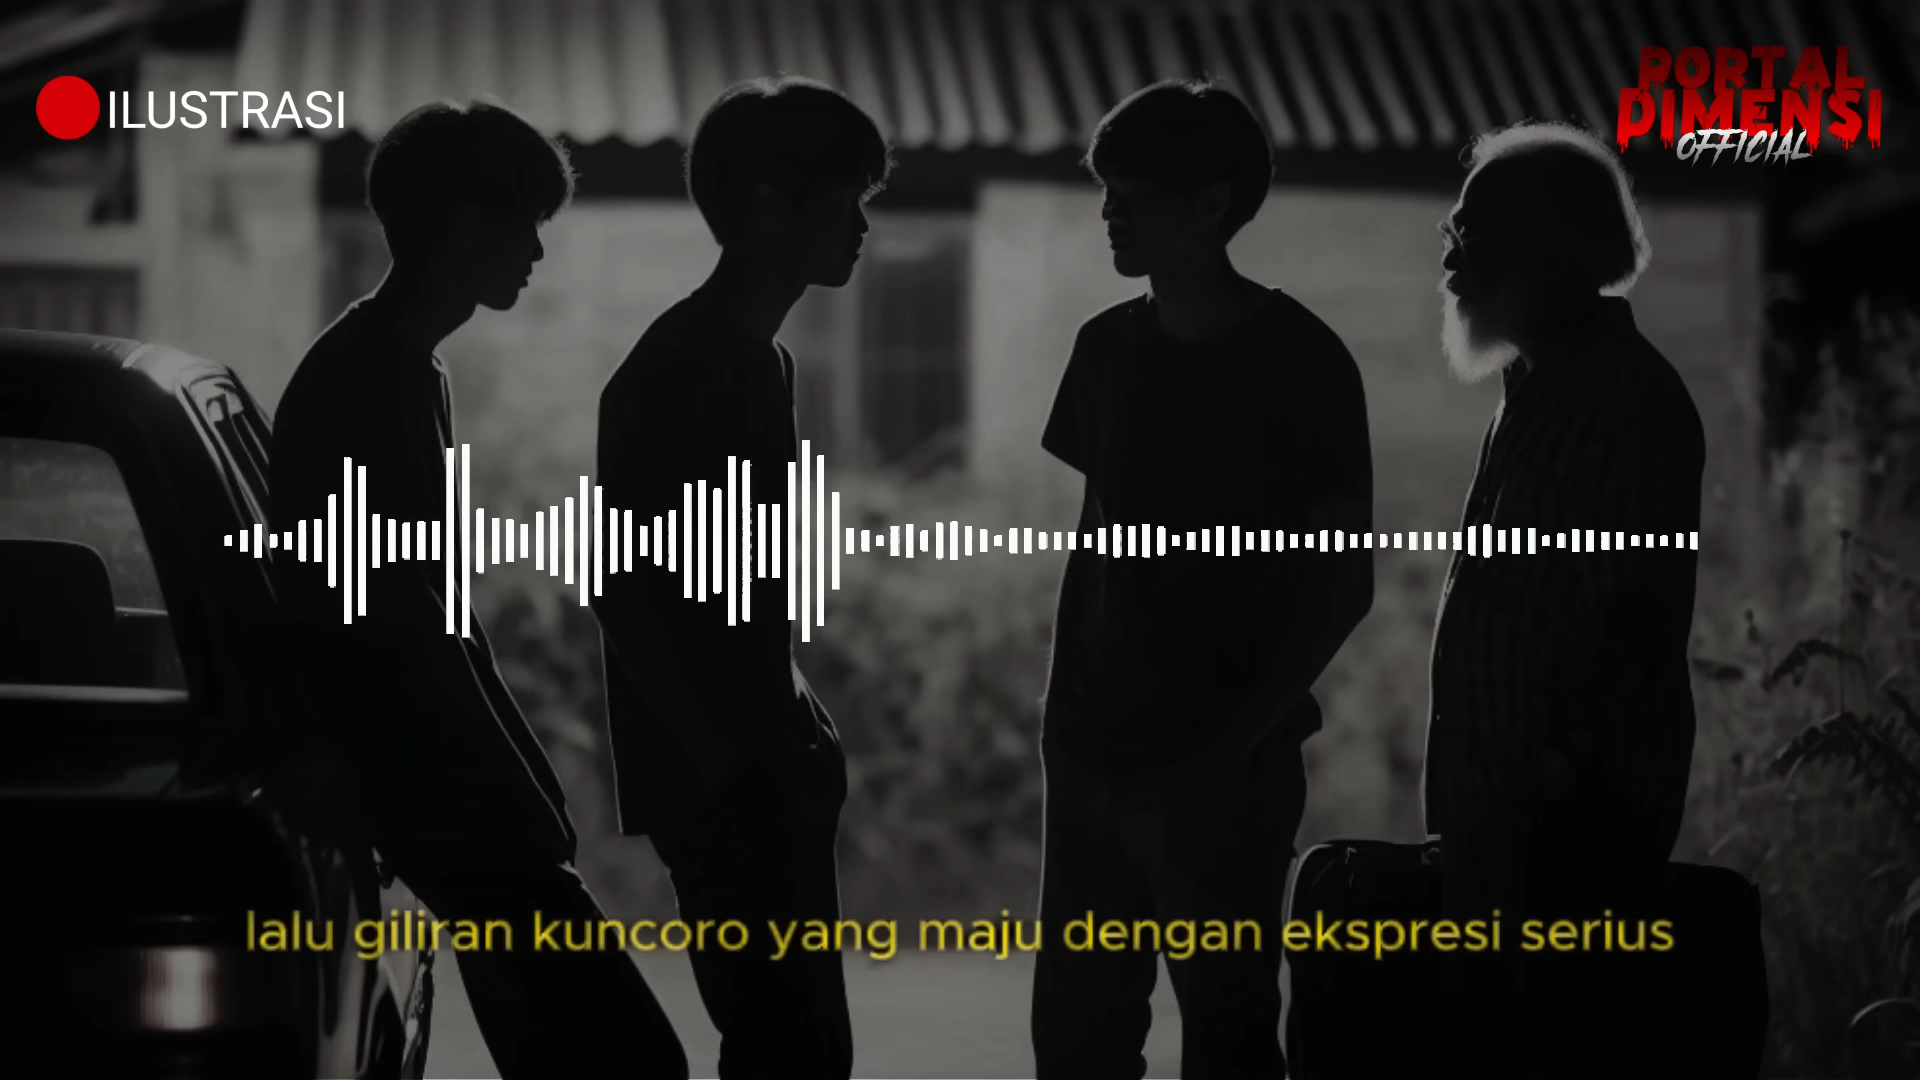 ILUSTRASI
PORTAL
DIMENSI
OFFICIAL
lalu giliran kuncoro yang maju dengan ekspresi serius